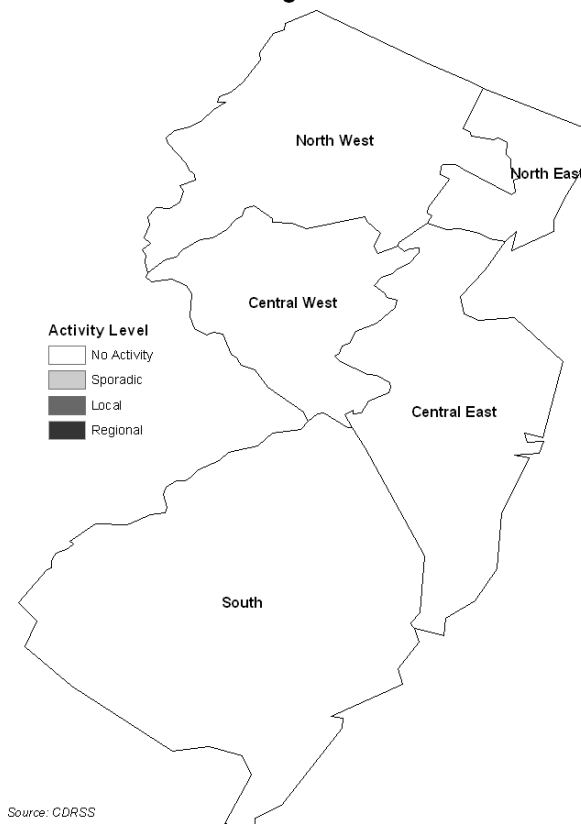 North West
North East
Central West
Activity Level
No Activity
Sporadic
Local
Regional
Central East
South
Source: CDRSS